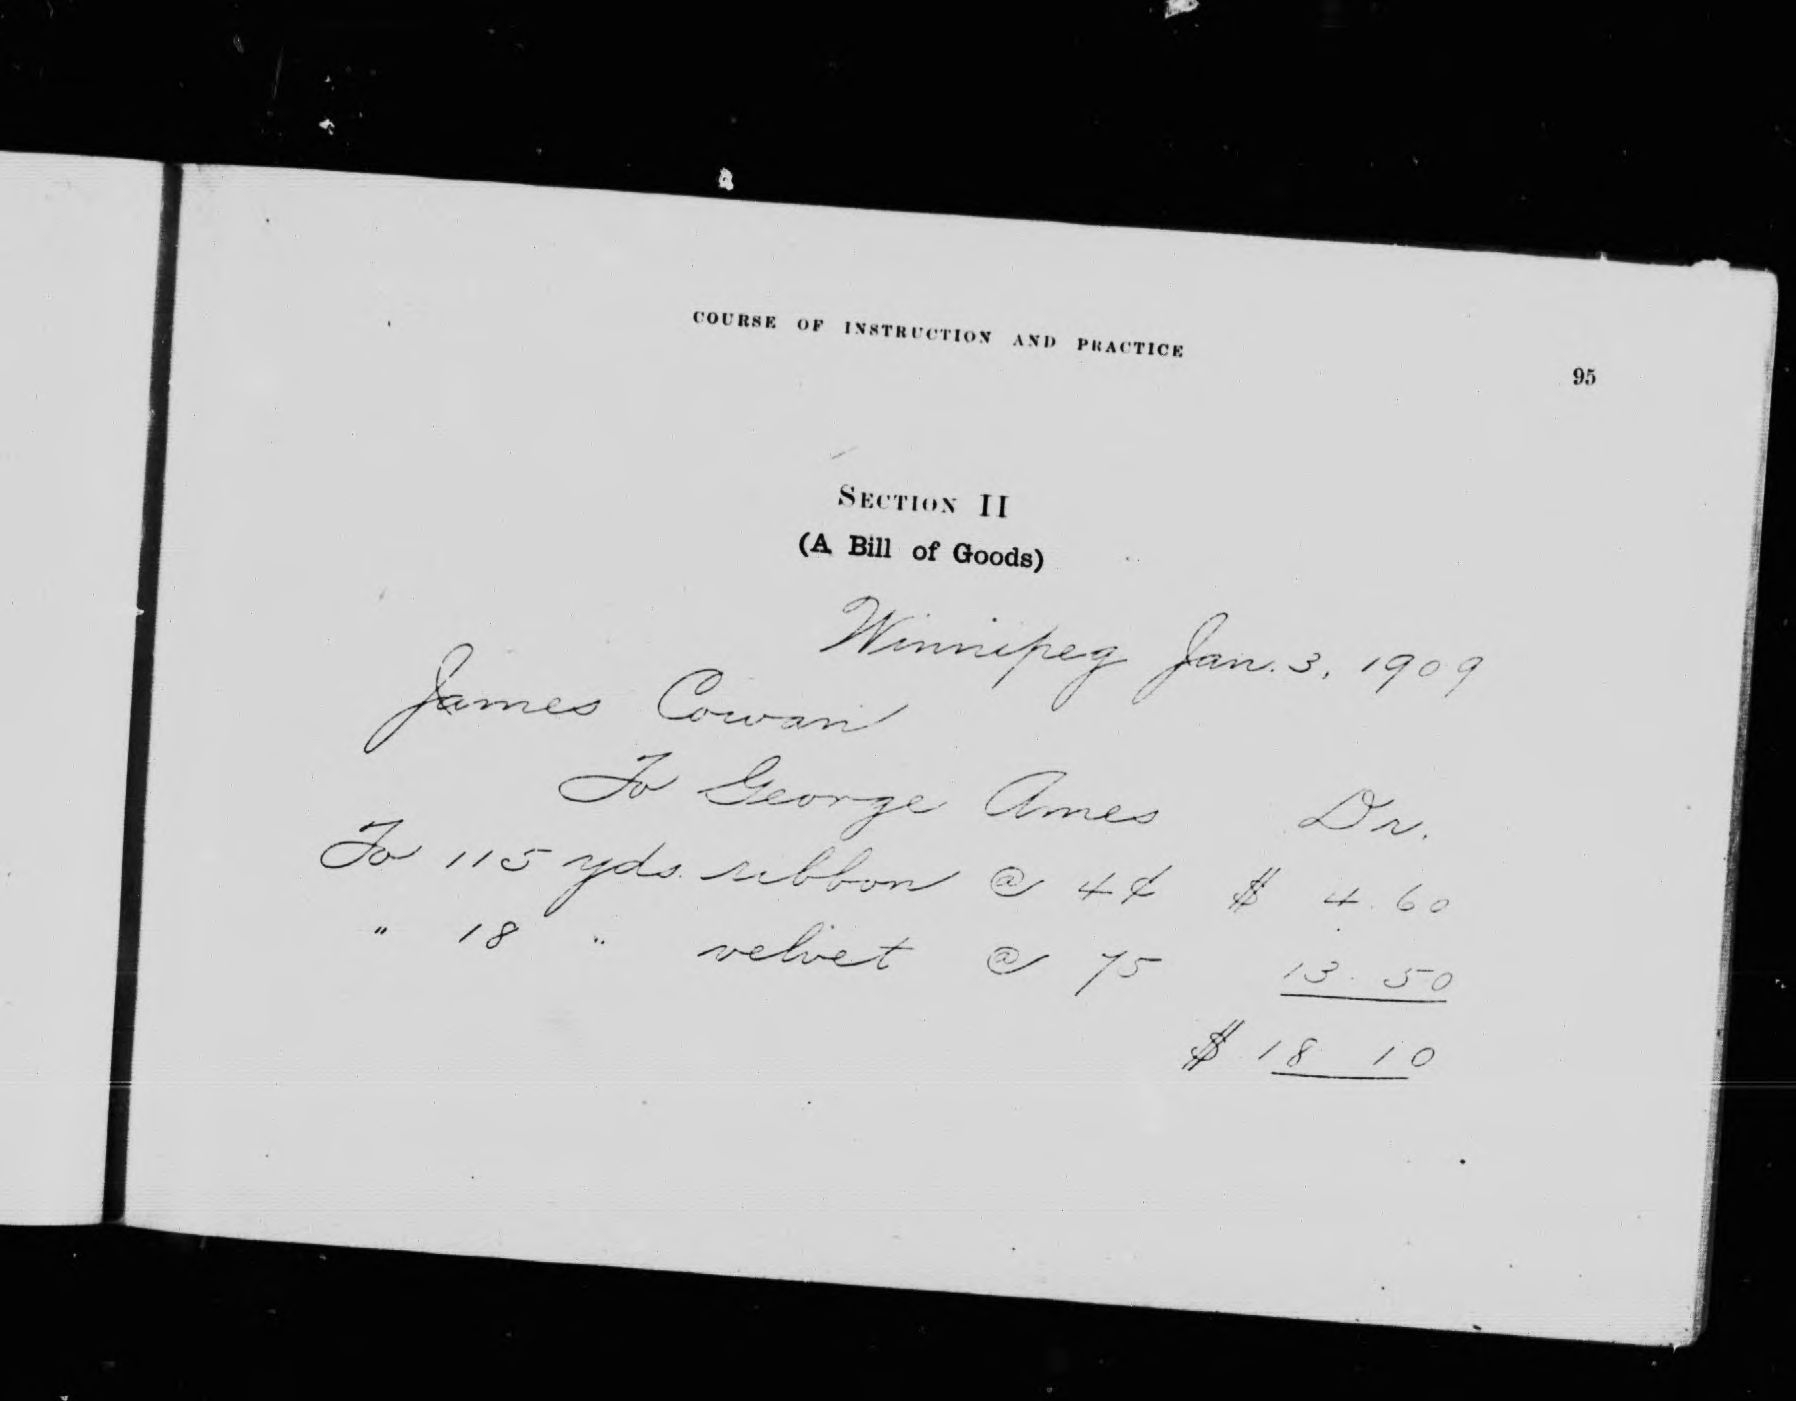 COURSE OF INSTRUCTION AND PRACTICE
95
SECTION II
(A Bill of Goods)
Winnipeg Jan. 3, 1909
James Cowan
To George Ames Dr.
To 115 yds. ribbon @ 4¢ $ 4.60
" 18 " velvet @ 75 13.50
$ 18 10